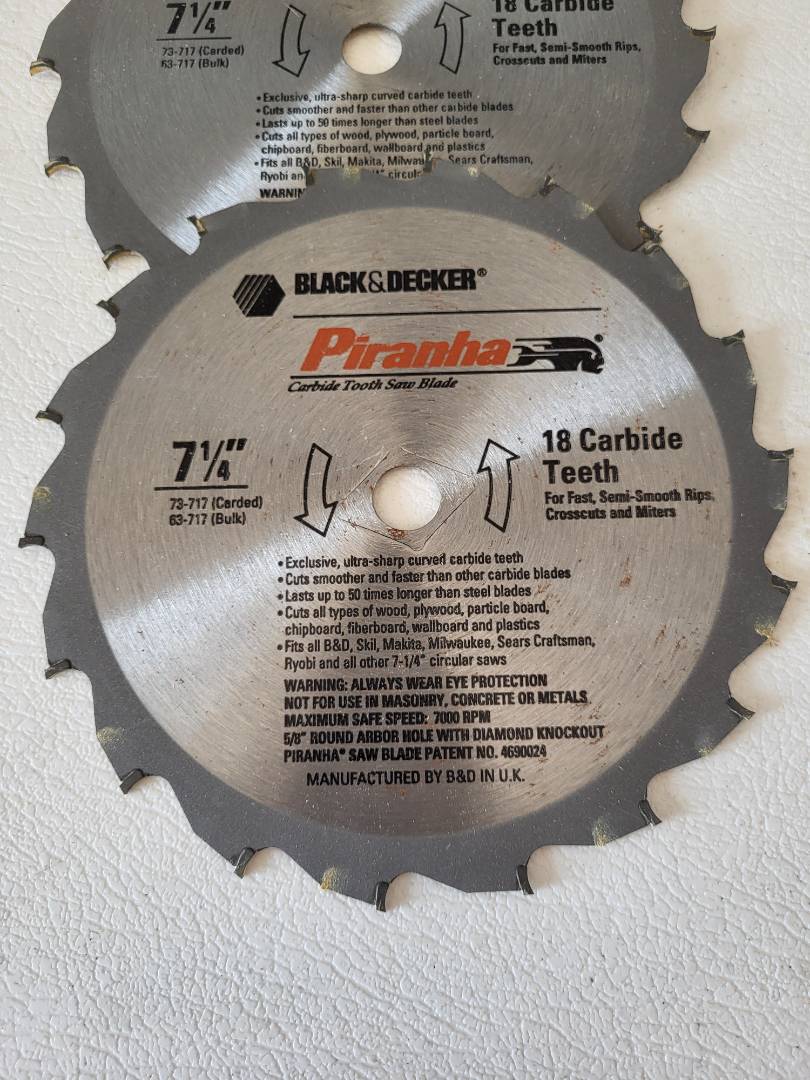 7 1/4"
73-717 (Carded)
63-717 (Bulk)
18 Carbide
Teeth
For Fast, Semi-Smooth Rips,
Crosscuts and Miters
• Exclusive, ultra-sharp curved carbide teeth
• Cuts smoother and faster than other carbide blades
• Lasts up to 50 times longer than steel blades
• Cuts all types of wood, plywood, particle board,
chipboard, fiberboard, wallboard and plastics
• Fits all B&D, Skil, Makita, Sears Craftsman,
Ryobi
BLACK&DECKER®
Piranha®
Carbide Tooth Saw Blade
7 1/4"
73-717 (Carded)
63-717 (Bulk)
18 Carbide
Teeth
For Fast, Semi-Smooth Rips,
Crosscuts and Miters
• Exclusive, ultra-sharp curved carbide teeth
• Cuts smoother and faster than other carbide blades
• Lasts up to 50 times longer than steel blades
• Cuts all types of wood, plywood, particle board,
chipboard, fiberboard, wallboard and plastics
• Fits all B&D, Skil, Makita, Milwaukee, Sears Craftsman,
Ryobi and all other 7-1/4" circular saws
WARNING: ALWAYS WEAR EYE PROTECTION
NOT FOR USE IN MASONRY, CONCRETE OR METALS
MAXIMUM SAFE SPEED: 7000 RPM
5/8" ROUND ARBOR HOLE WITH DIAMOND KNOCKOUT
PIRANHA® SAW BLADE PATENT NO. 4690024
MANUFACTURED BY B&D IN U.K.